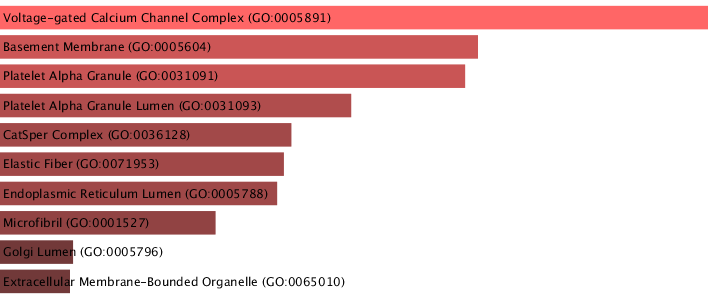 Voltage-gated Calcium Channel Complex (GO:0005891)
Basement Membrane (GO:0005604)
Platelet Alpha Granule (GO:0031091)
Platelet Alpha Granule Lumen (GO:0031093)
CatSper Complex (GO:0036128)
Elastic Fiber (GO:0071953)
Endoplasmic Reticulum Lumen (GO:0005788)
Microfibril (GO:0001527)
Golgi Lumen (GO:0005796)
Extracellular Membrane-Bounded Organelle (GO:0065010)